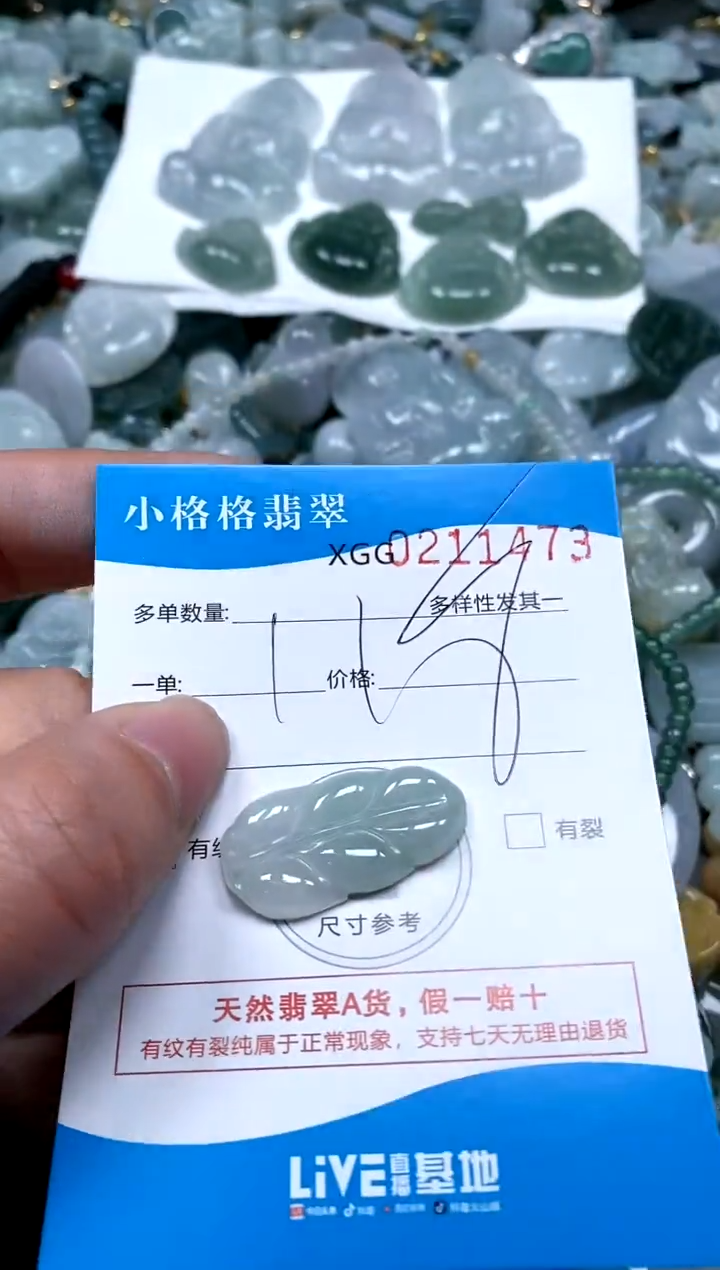 小格格翡翠
XGG0211473
多单数量: 多样性发其一
一单: 价格:
有纹
有裂
尺寸参考
天然翡翠A货，假一赔十
有纹有裂纯属于正常现象，支持七天无理由退货
LiVE直播基地